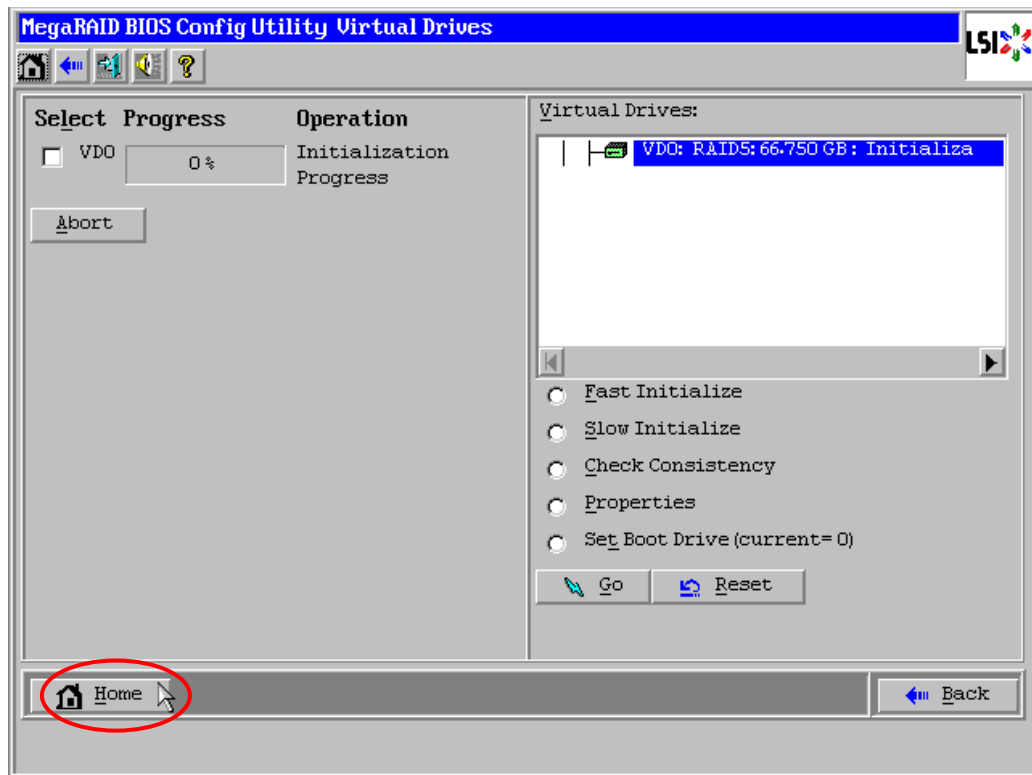 MegaRAID BIOS Config Utility Virtual Drives
LSI
Select Progress Operation
VD0 0% Initialization
Progress
Abort
Virtual Drives:
VD0: RAID5: 66.750 GB: Initializa
Fast Initialize
Slow Initialize
Check Consistency
Properties
Set Boot Drive (current= 0)
Go Reset
Home Back